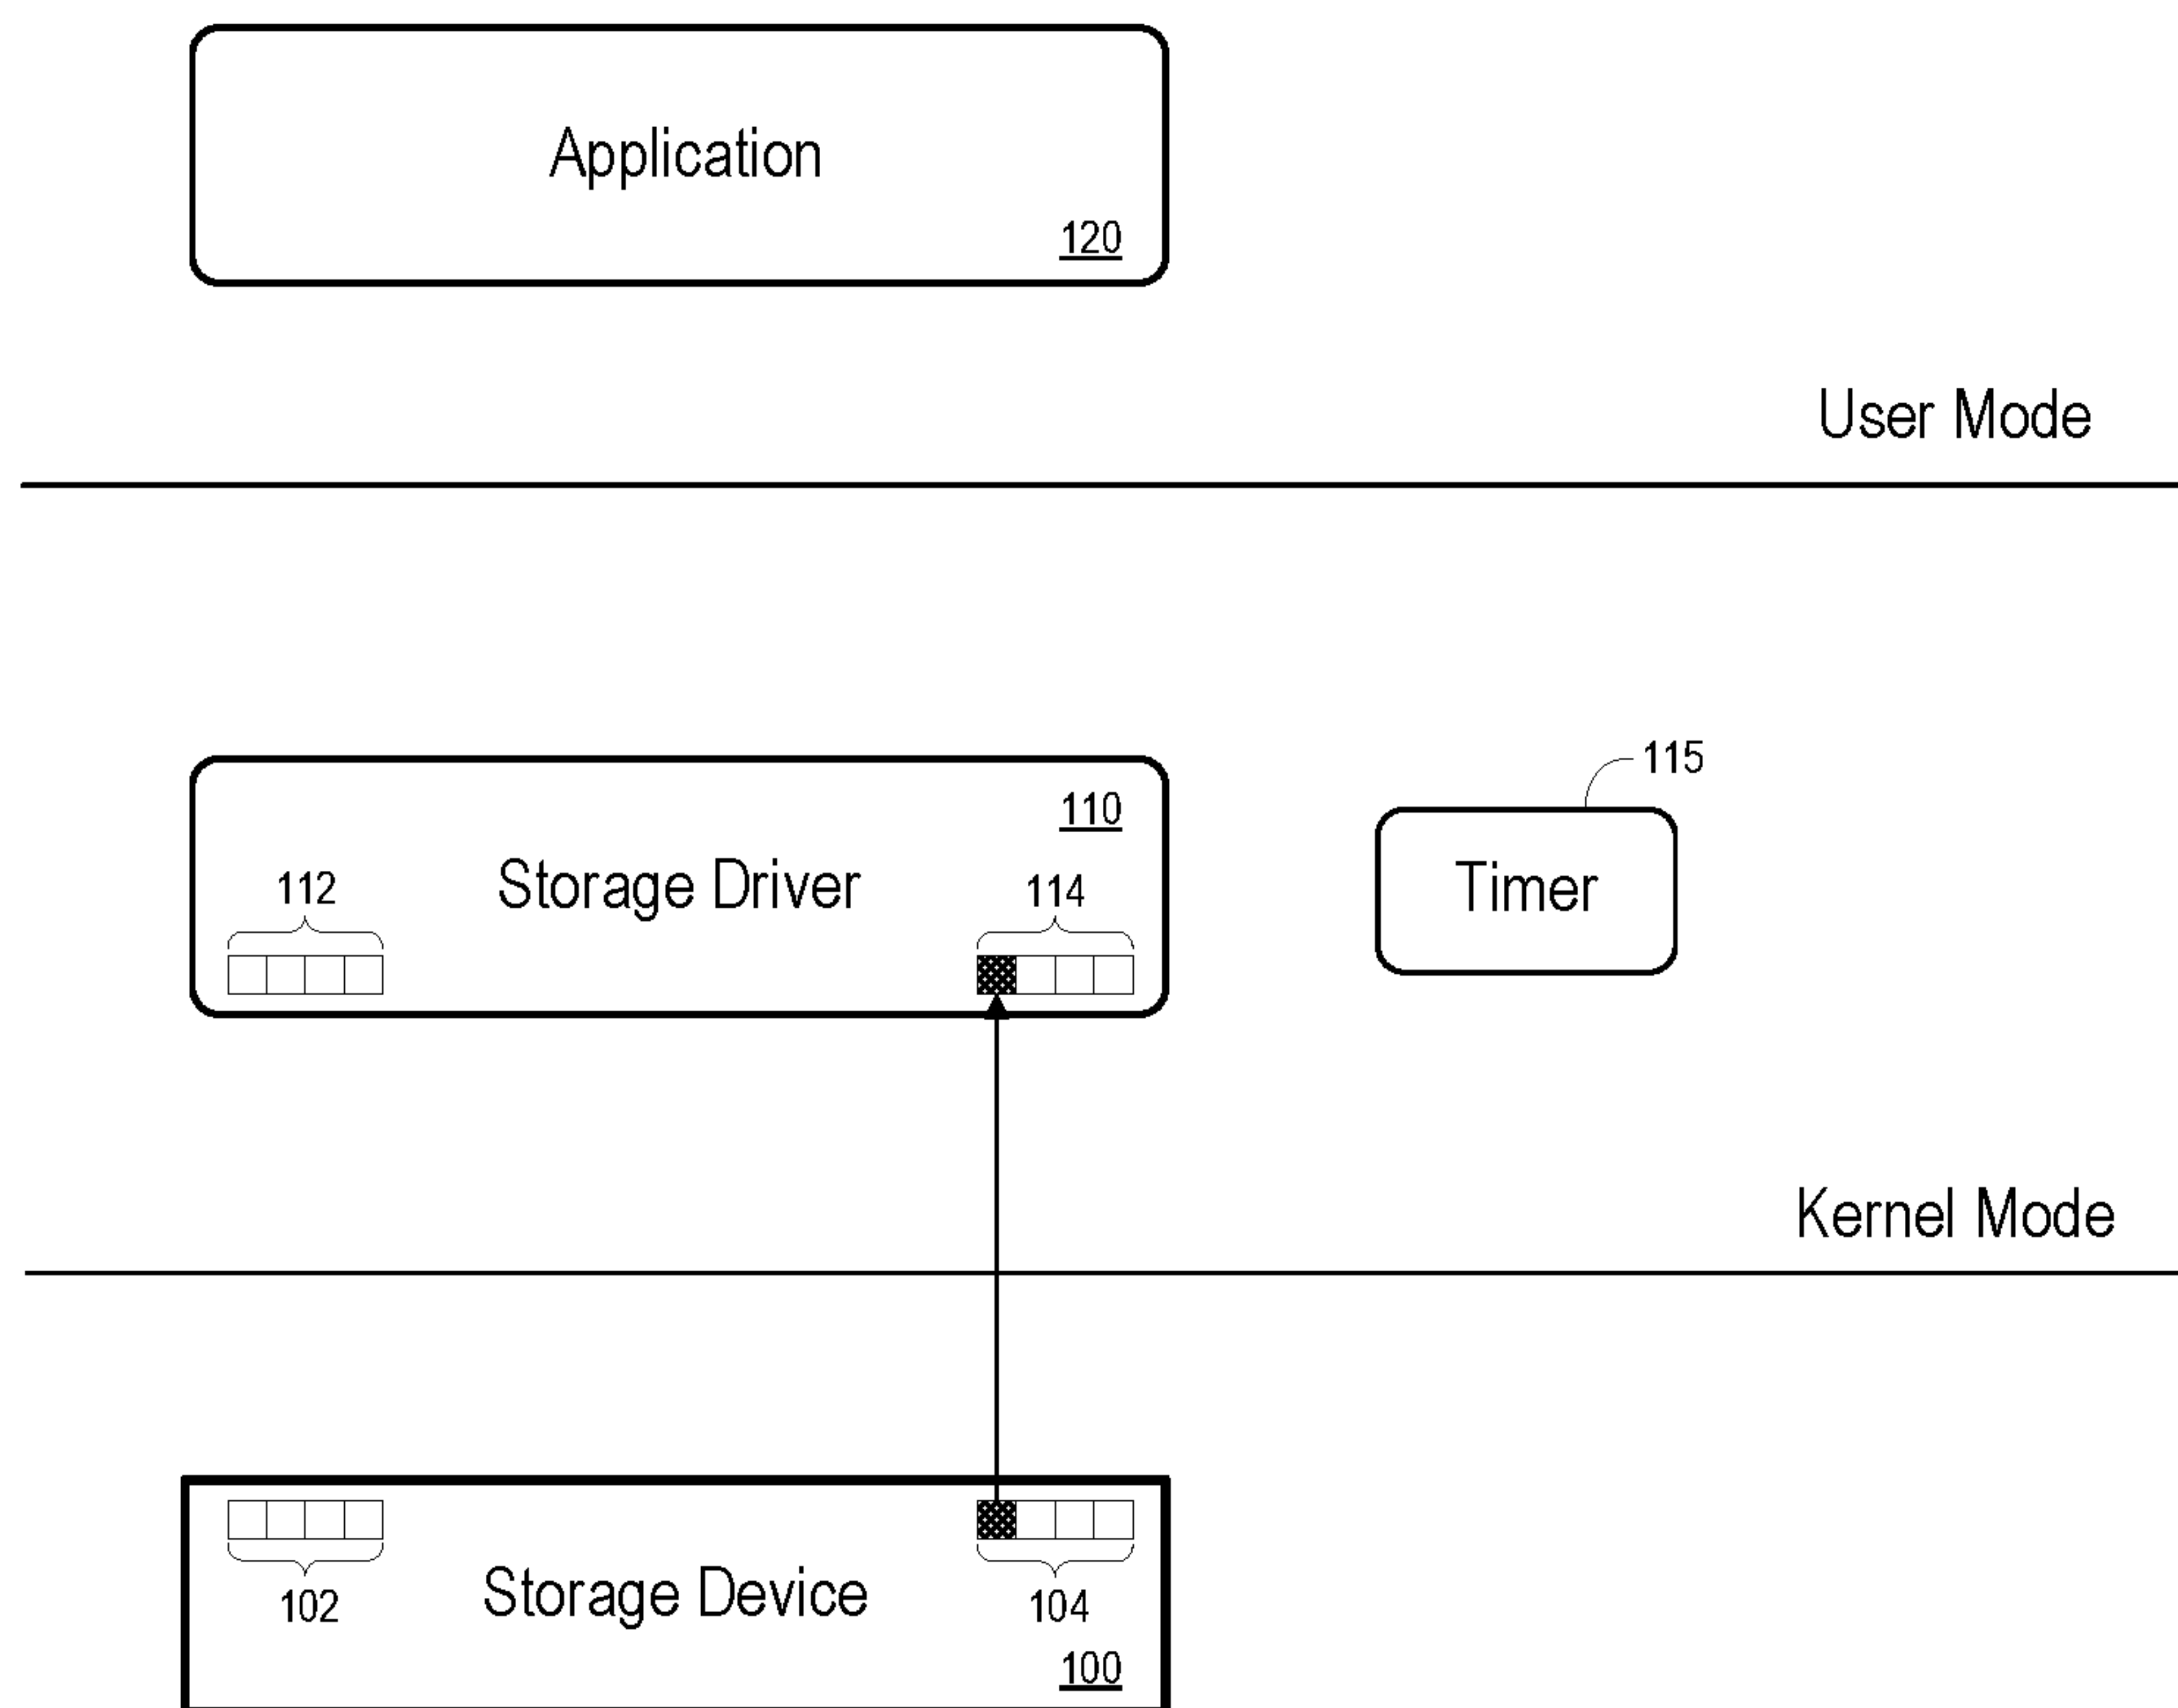 Application
120
User Mode
115
110
Storage Driver
112
114
Timer
Kernel Mode
102
Storage Device
104
100